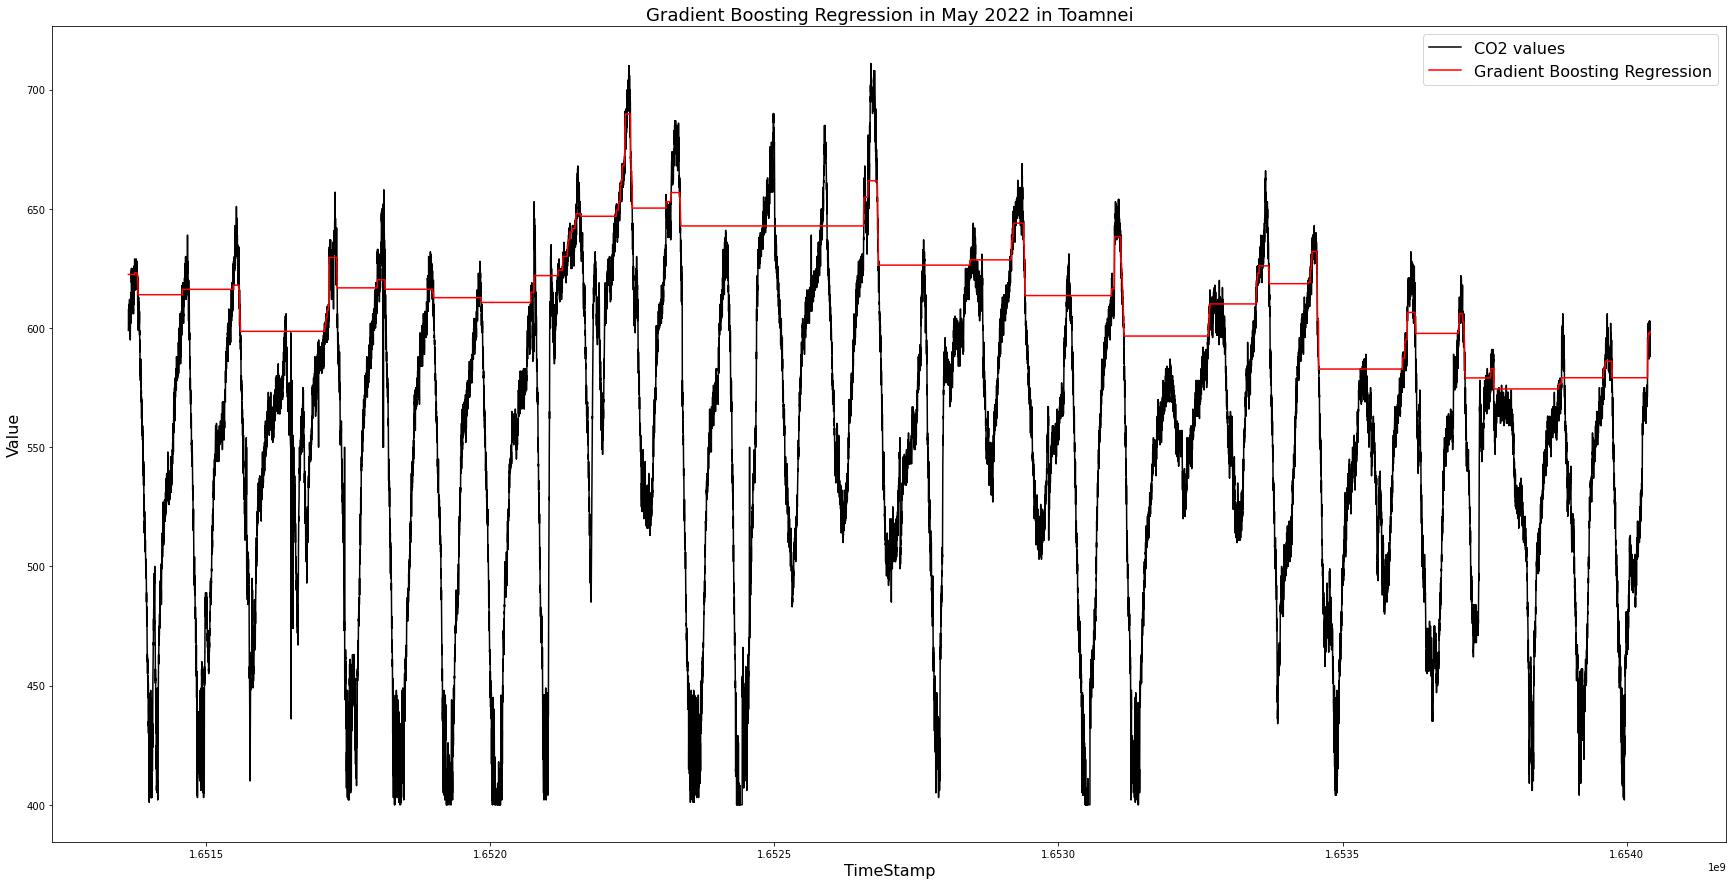 Gradient Boosting Regression in May 2022 in Toamnei
CO2 values
Gradient Boosting Regression
Value
700
650
600
550
500
450
400
1.6515
1.6520
1.6525
1.6530
1.6535
1.6540
1e9
TimeStamp